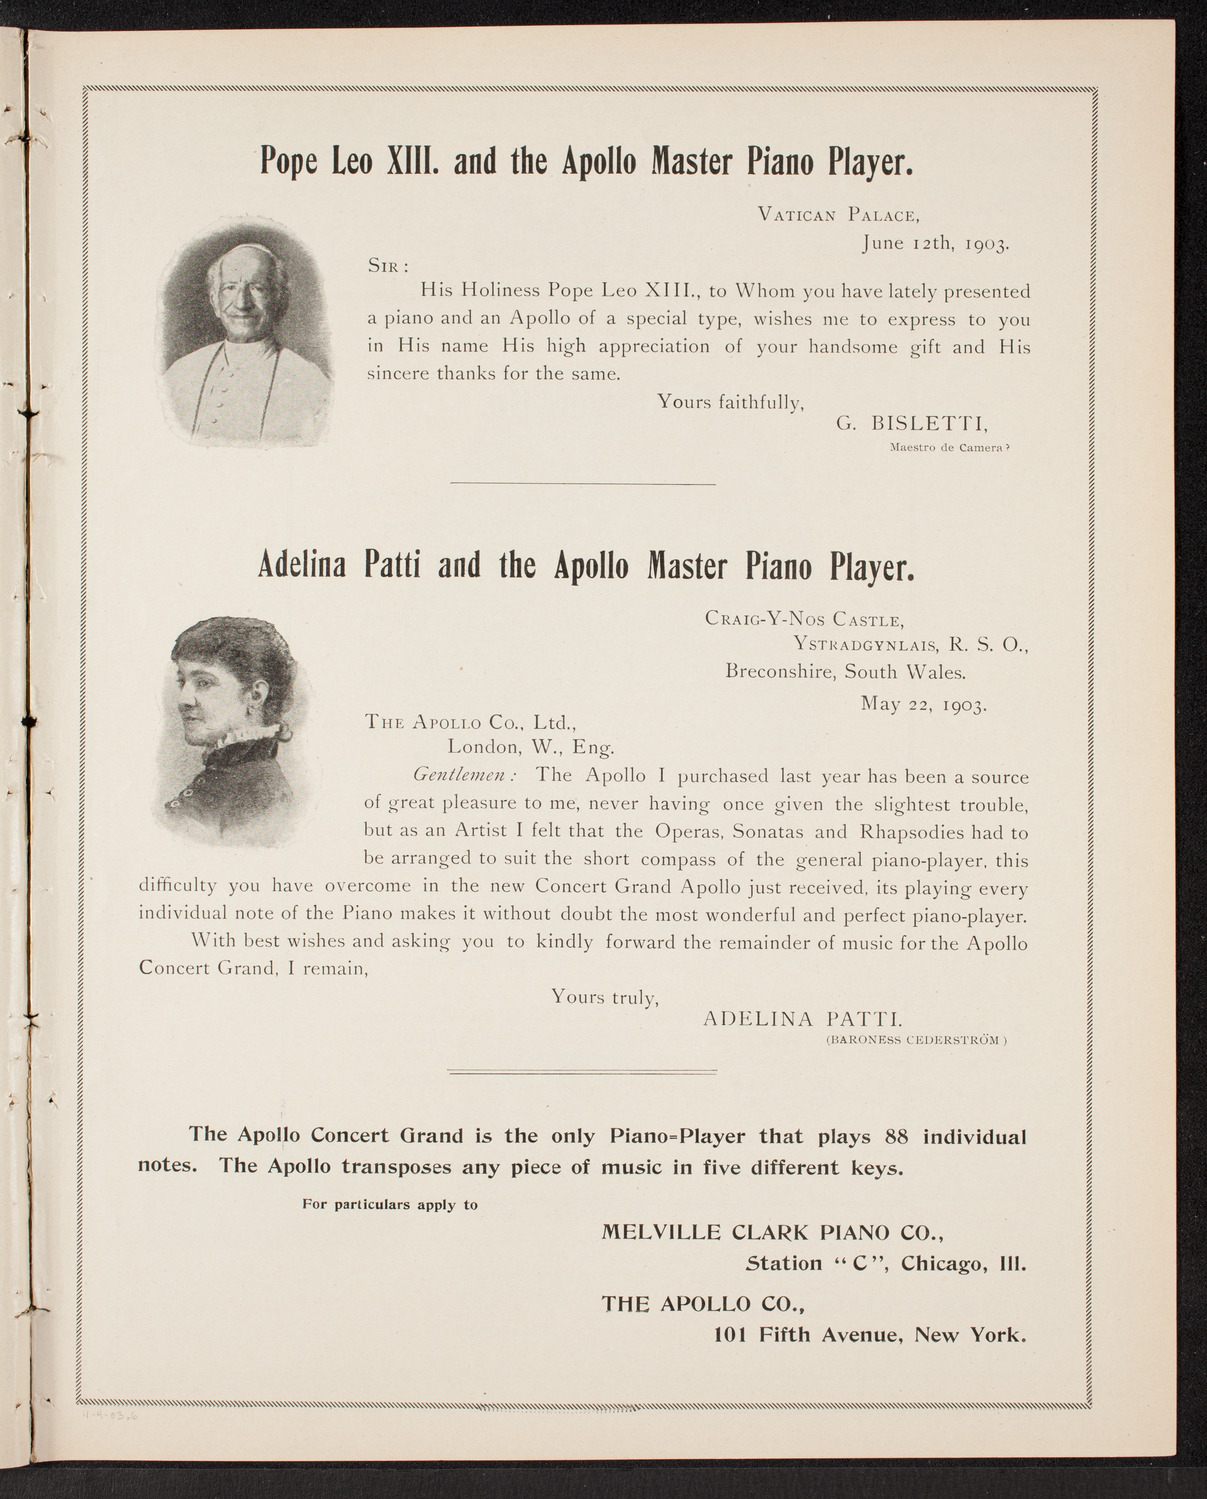 Pope Leo XIII. and the Apollo Master Piano Player.
VATICAN PALACE,
June 12th, 1903.
SIR :
His Holiness Pope Leo XIII., to Whom you have lately presented
a piano and an Apollo of a special type, wishes me to express to you
in His name His high appreciation of your handsome gift and His
sincere thanks for the same.
Yours faithfully,
G. BISLETTI,
Maestro de Camera?
Adelina Patti and the Apollo Master Piano Player.
CRAIG-Y-NOS CASTLE,
YSTRADGYNLAIS, R. S. O.,
Breconshire, South Wales.
May 22, 1903.
THE APOLLO Co., Ltd.,
London, W., Eng.
Gentlemen : The Apollo I purchased last year has been a source
of great pleasure to me, never having once given the slightest trouble,
but as an Artist I felt that the Operas, Sonatas and Rhapsodies had to
be arranged to suit the short compass of the general piano-player, this
difficulty you have overcome in the new Concert Grand Apollo just received, its playing every
individual note of the Piano makes it without doubt the most wonderful and perfect piano-player.
With best wishes and asking you to kindly forward the remainder of music for the Apollo
Concert Grand, I remain,
Yours truly,
ADELINA PATTI.
(BARONESS CEDERSTRÖM )
The Apollo Concert Grand is the only Piano=Player that plays 88 individual
notes. The Apollo transposes any piece of music in five different keys.
For particulars apply to
MELVILLE CLARK PIANO CO.,
Station “ C ”, Chicago, Ill.
THE APOLLO CO.,
101 Fifth Avenue, New York.